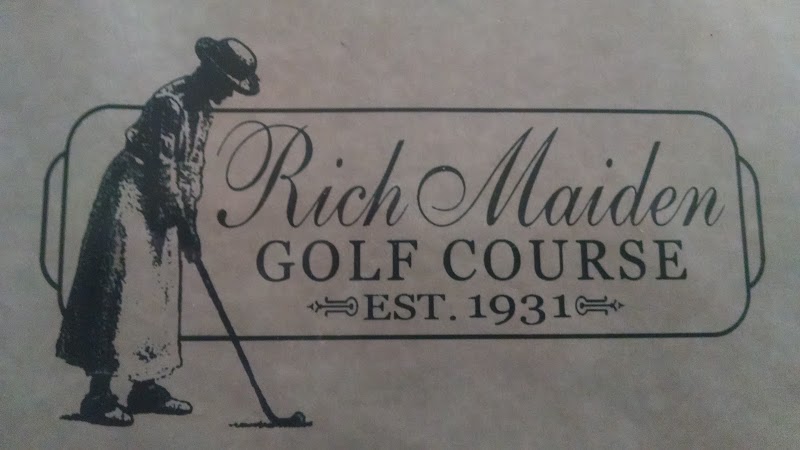 Rich Maiden
GOLF COURSE
EST. 1931